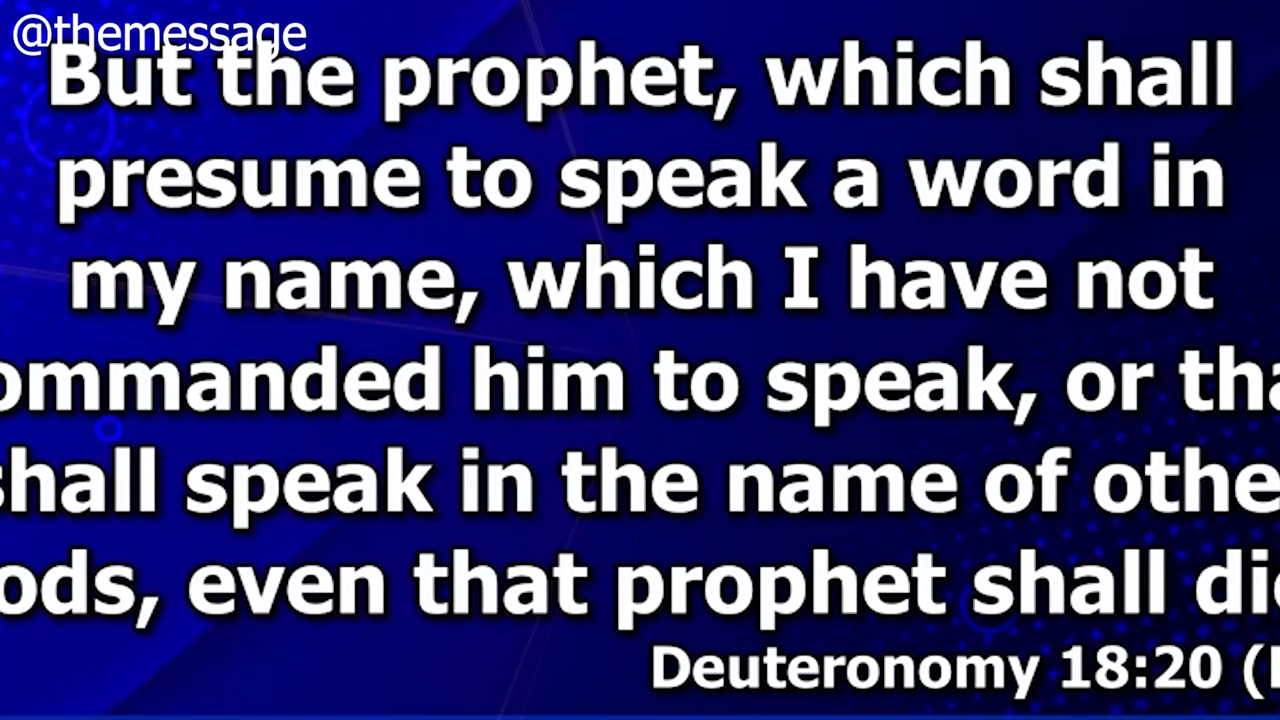 @themessage
But the prophet, which shall
presume to speak a word in
my name, which I have not
ommanded him to speak, or tha
shall speak in the name of othe
ods, even that prophet shall die
Deuteronomy 18:20 (